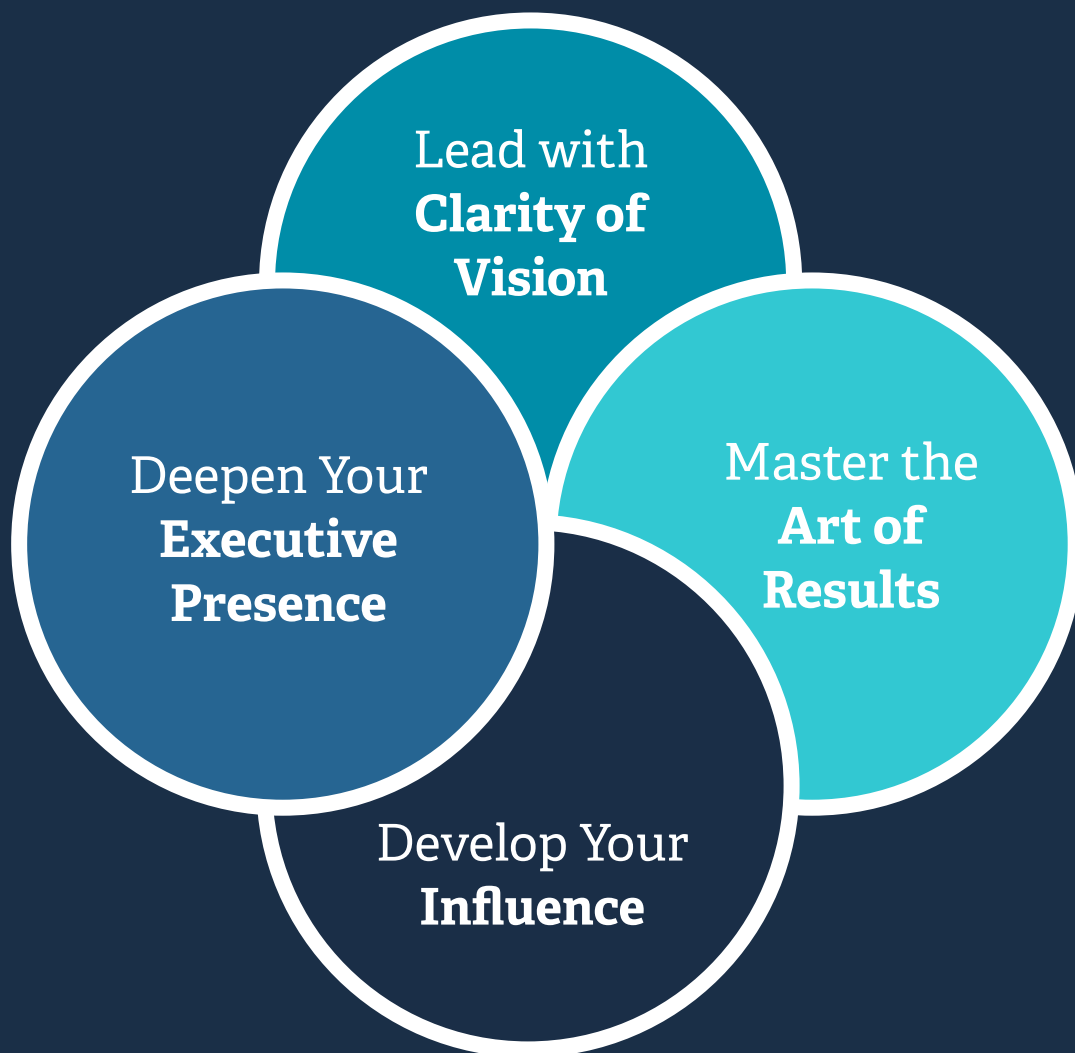 Lead with
Clarity of
Vision
Deepen Your
Executive
Presence
Master the
Art of
Results
Develop Your
Influence